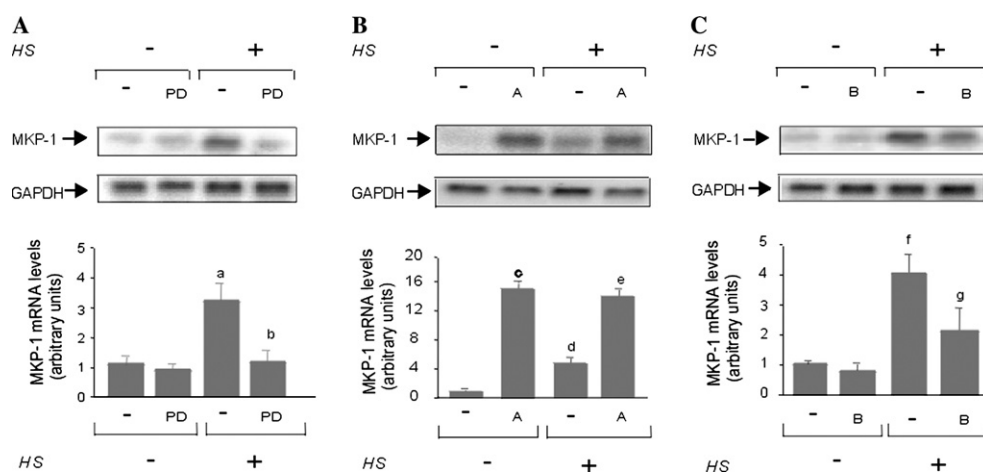 A
HS - +
- PD - PD
MKP-1
GAPDH
MKP-1 mRNA levels
(arbitrary units)
5
4
3
2
1
0
a
b
- PD - PD
HS - +
B
HS - +
- A - A
MKP-1
GAPDH
MKP-1 mRNA levels
(arbitrary units)
20
16
12
8
4
0
c
d
e
- A - A
HS - +
C
HS - +
- B - B
MKP-1
GAPDH
MKP-1 mRNA levels
(arbitrary units)
5
4
3
2
1
0
f
g
- B - B
HS - +